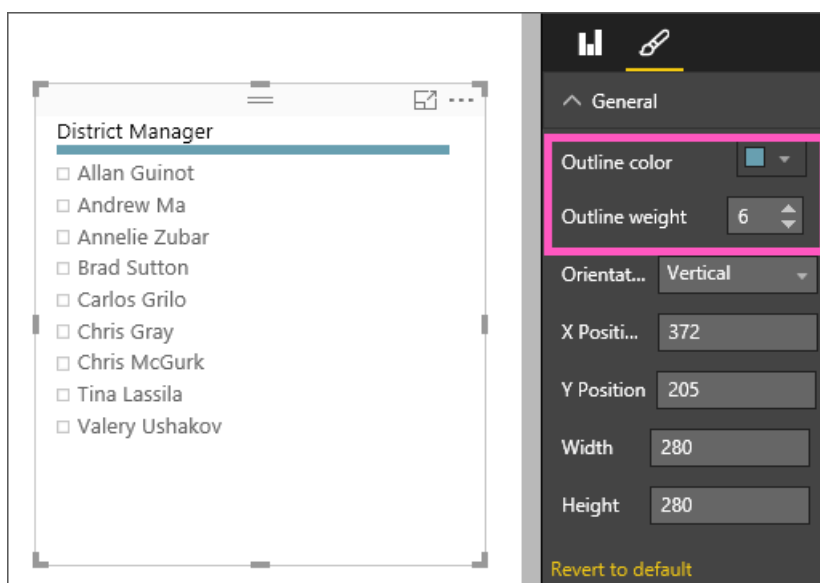 District Manager
Allan Guinot
Andrew Ma
Annelie Zubar
Brad Sutton
Carlos Grilo
Chris Gray
Chris McGurk
Tina Lassila
Valery Ushakov
General
Outline color
Outline weight 6
Orientat... Vertical
X Positi... 372
Y Position 205
Width 280
Height 280
Revert to default